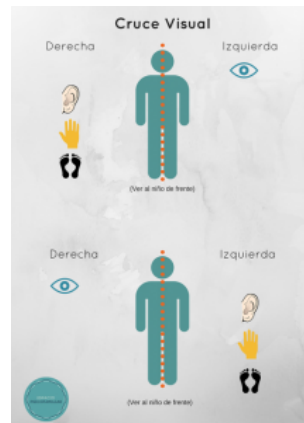 Cruce Visual
Derecha
Izquierda
(Ver al niño de frente)
Derecha
Izquierda
(Ver al niño de frente)